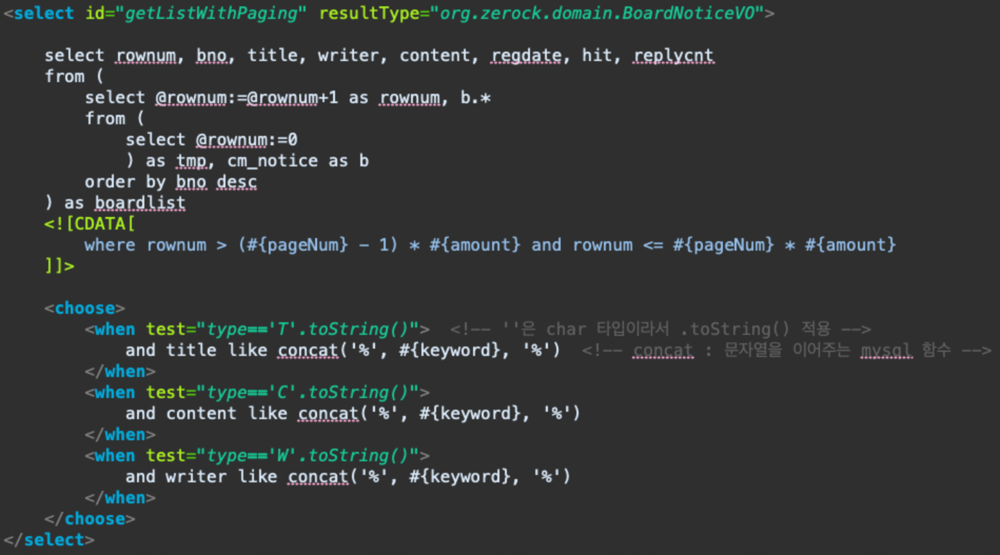 <select id="getListWithPaging" resultType="org.zerock.domain.BoardNoticeVO">
select rownum, bno, title, writer, content, regdate, hit, replycnt
from (
select @rownum:=@rownum+1 as rownum, b.*
from (
select @rownum:=0
) as tmp, cm_notice as b
order by bno desc
) as boardlist
<![CDATA[
where rownum > (#{pageNum} - 1) * #{amount} and rownum <= #{pageNum} * #{amount}
]]>
<choose>
<when test="type=='T'.toString()"> <!-- ''은 char 타입이라서 .toString() 적용 -->
and title like concat('%', #{keyword}, '%') <!-- concat : 문자열을 이어주는 mysql 함수 -->
</when>
<when test="type=='C'.toString()">
and content like concat('%', #{keyword}, '%')
</when>
<when test="type=='W'.toString()">
and writer like concat('%', #{keyword}, '%')
</when>
</choose>
</select>